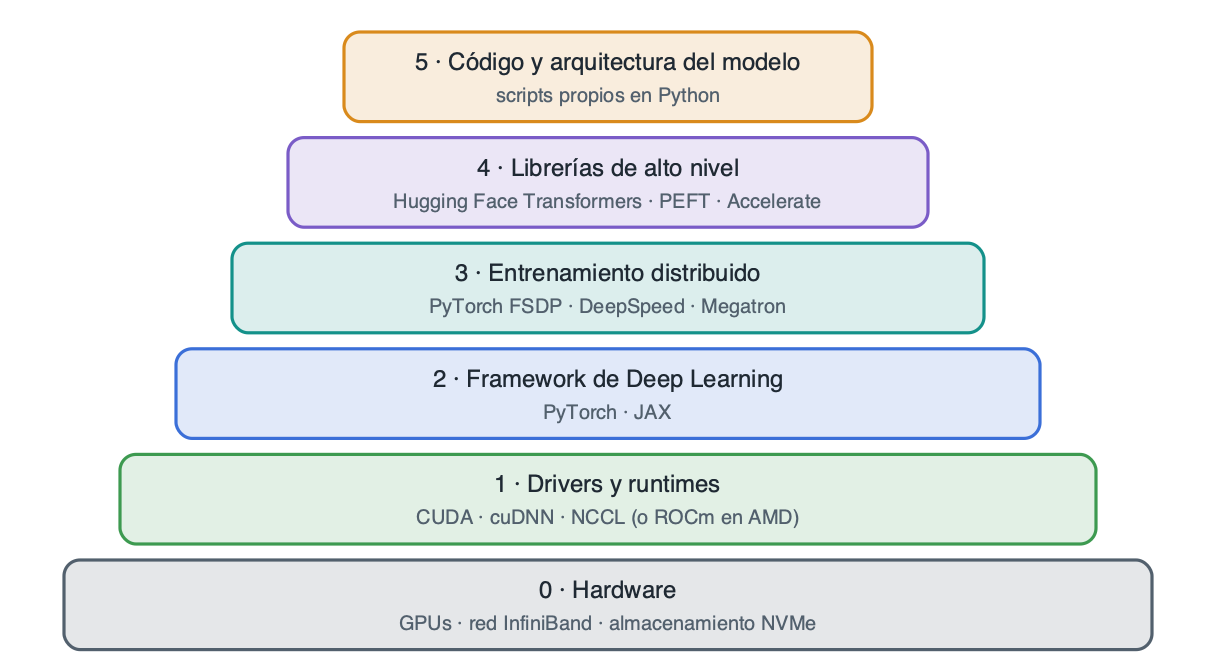 5 · Código y arquitectura del modelo
scripts propios en Python
4 · Librerías de alto nivel
Hugging Face Transformers · PEFT · Accelerate
3 · Entrenamiento distribuido
PyTorch FSDP · DeepSpeed · Megatron
2 · Framework de Deep Learning
PyTorch · JAX
1 · Drivers y runtimes
CUDA · cuDNN · NCCL (o ROCm en AMD)
0 · Hardware
GPUs · red InfiniBand · almacenamiento NVMe